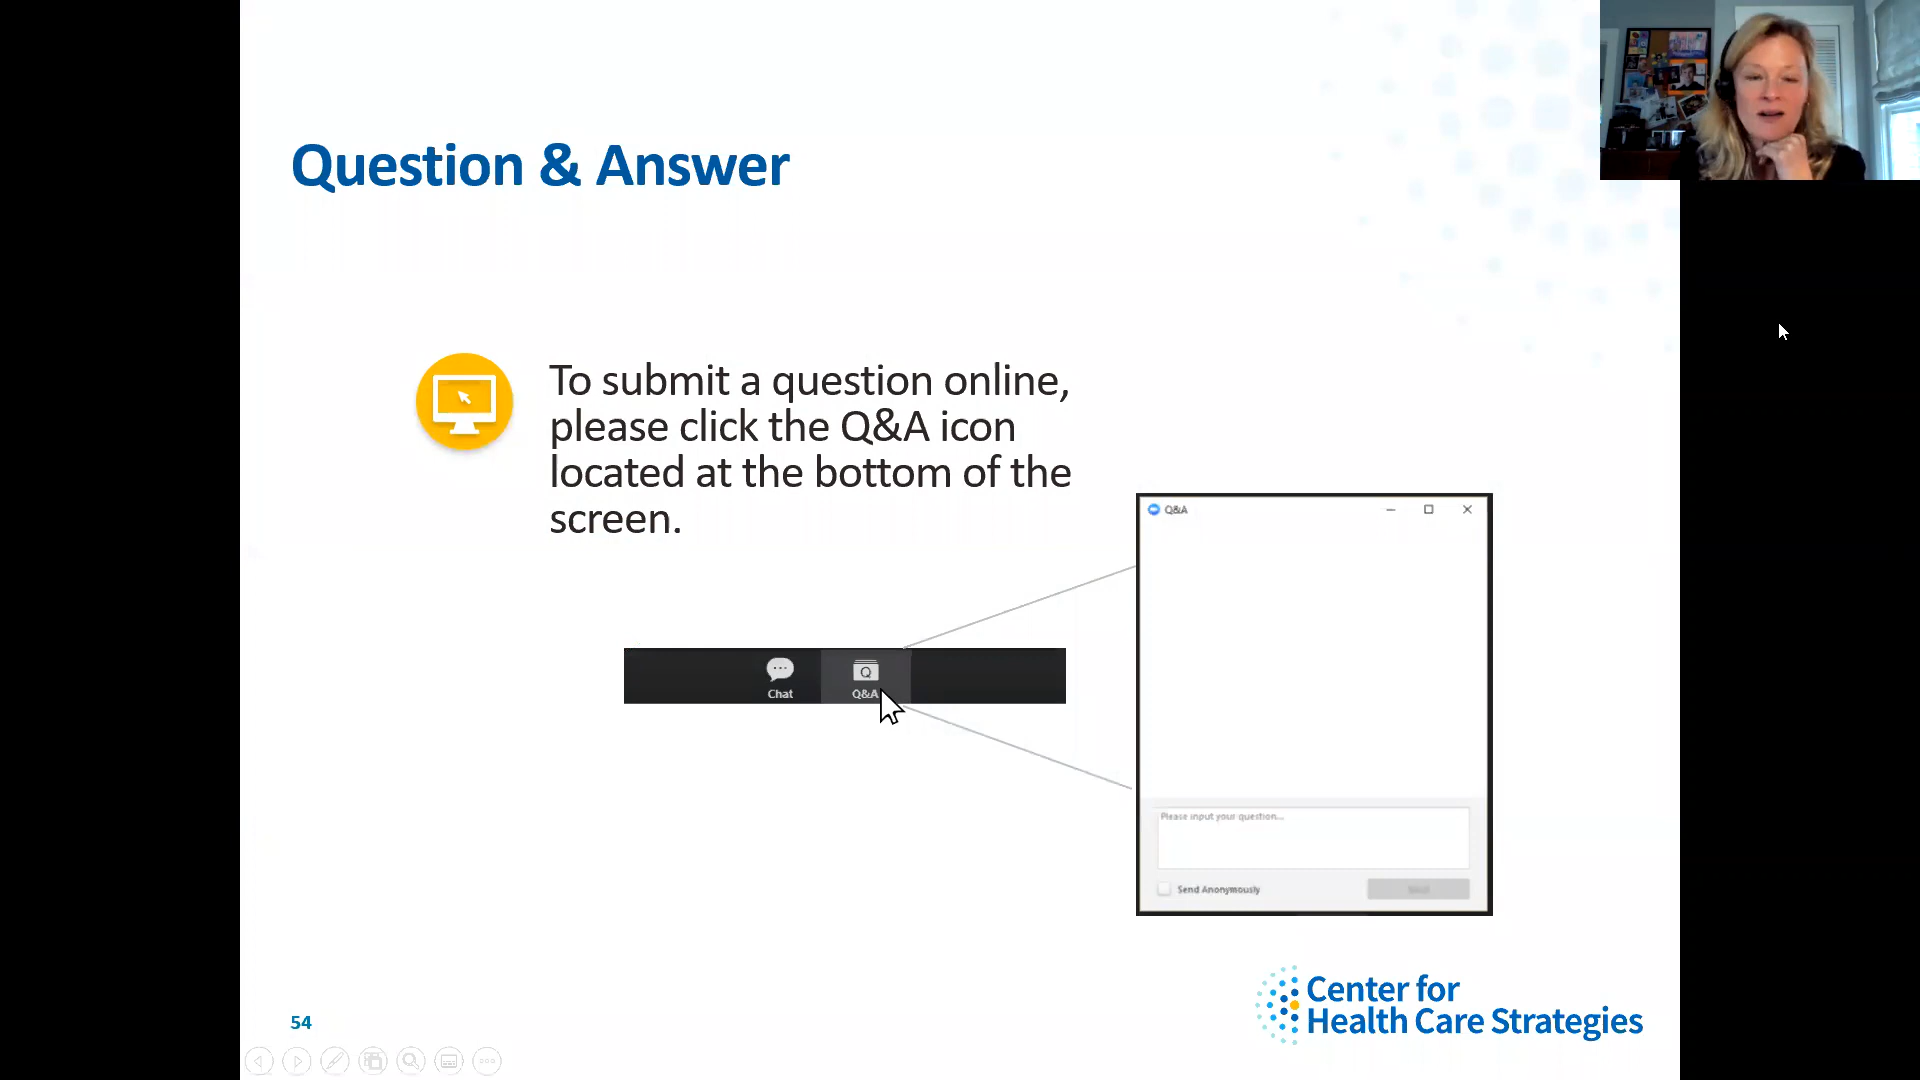 Question & Answer
To submit a question online,
please click the Q&A icon
located at the bottom of the
screen.
Q&A
Chat
Q&A
Please input your question...
Send Anonymously
Center for
Health Care Strategies
54